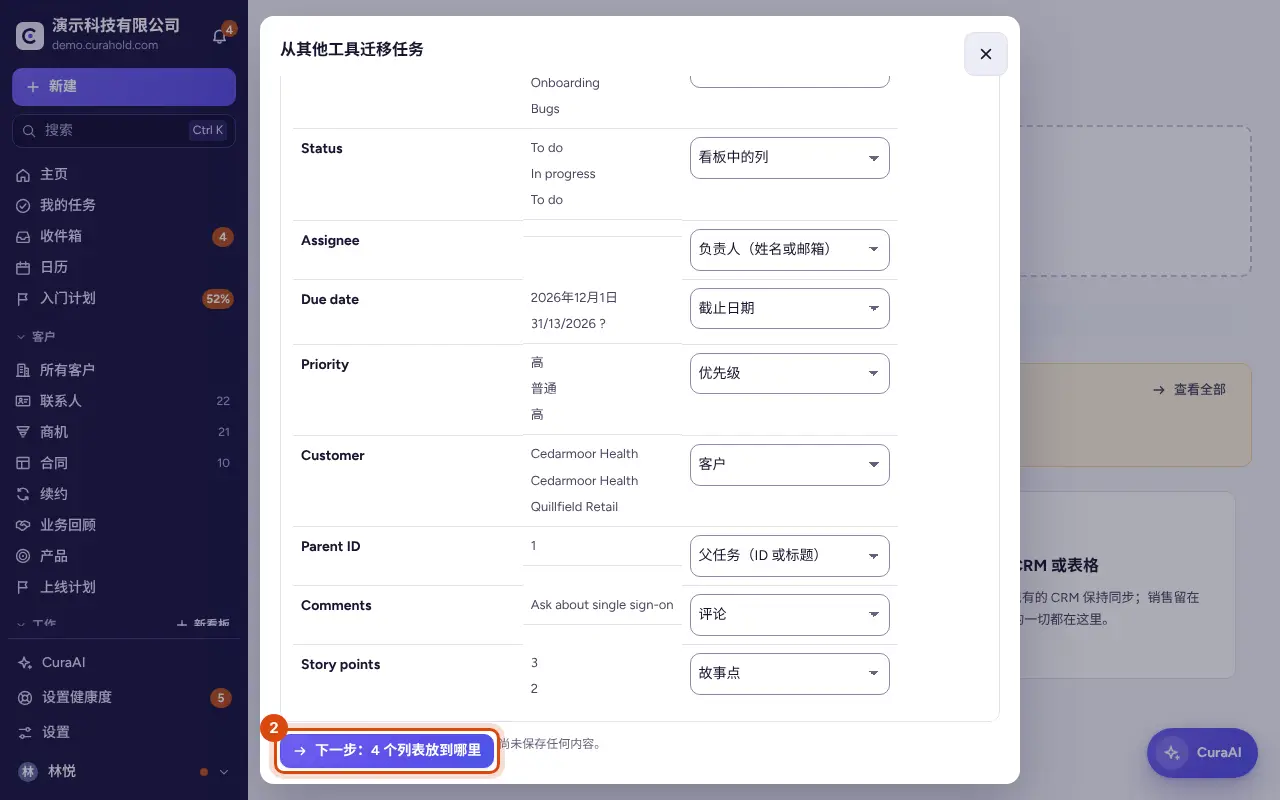 演示科技有限公司
demo.curahold.com
4
新建
搜索
Ctrl K
主页
我的任务
收件箱
4
日历
入门计划
52%
客户
所有客户
联系人
22
商机
21
合同
10
续约
业务回顾
产品
上线计划
工作
新看板
CuraAI
设置健康度
5
设置
林
林悦
从其他工具迁移任务
Onboarding
Bugs
Status
To do
In progress
To do
看板中的列
Assignee
负责人（姓名或邮箱）
Due date
2026年12月1日
31/13/2026 ?
截止日期
Priority
高
普通
高
优先级
Customer
Cedarmoor Health
Cedarmoor Health
Quillfield Retail
客户
Parent ID
1
父任务（ID 或标题）
Comments
Ask about single sign-on
评论
Story points
3
2
故事点
2
下一步：4 个列表放到哪里
尚未保存任何内容。
查看全部
CRM 或表格
有的 CRM 保持同步；销售留在
一切都在这里。
CuraAI